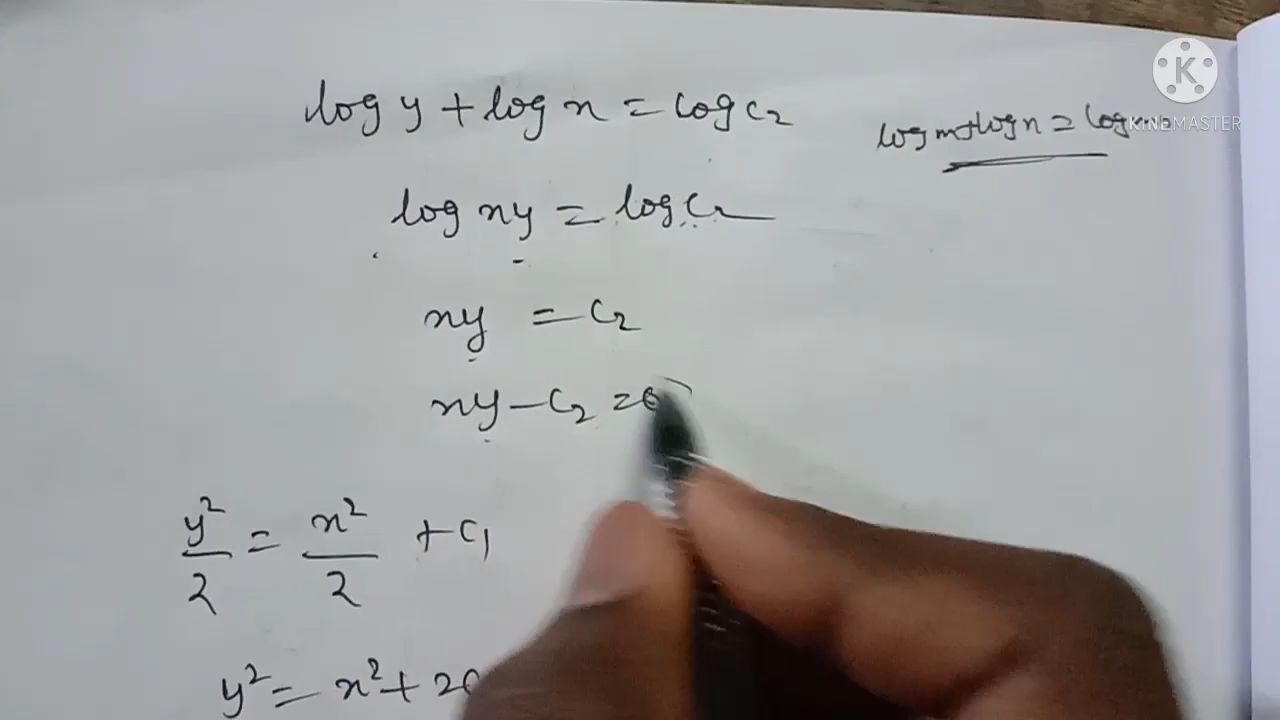 log y + log x = log c₂
log m + log n = log
KINEMASTER
K
log xy = log c₂
xy = c₂
xy - c₂ = 0
y²/2 = x²/2 + c₁
y² = x² + 2c